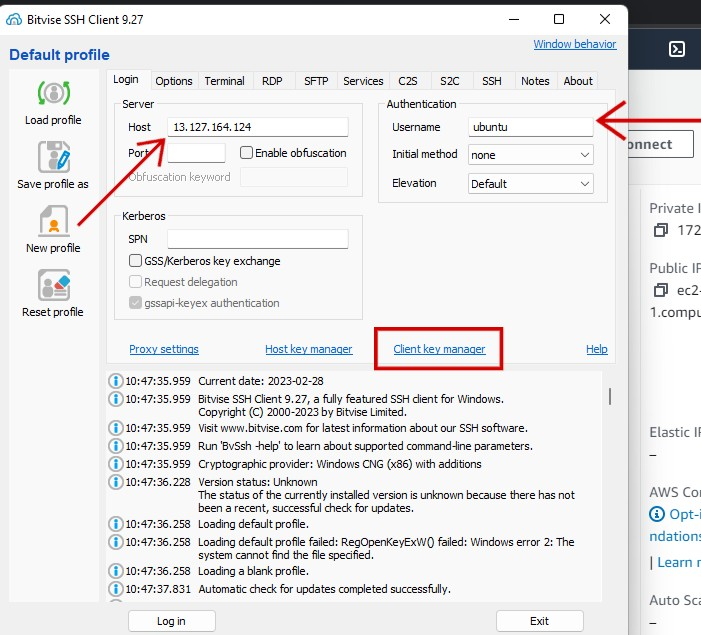 Bitvise SSH Client 9.27
Default profile
Window behavior
Load profile
Save profile as
New profile
Reset profile
Login Options Terminal RDP SFTP Services C2S S2C SSH Notes About
Server
Host 13.127.164.124
Port Enable obfuscation
Obfuscation keyword
Kerberos
SPN
GSS/Kerberos key exchange
Request delegation
gssapi-keyex authentication
Authentication
Username ubuntu
Initial method none
Elevation Default
Proxy settings Host key manager Client key manager Help
10:47:35.959 Current date: 2023-02-28
10:47:35.959 Bitvise SSH Client 9.27, a fully featured SSH client for Windows.
Copyright (C) 2000-2023 by Bitvise Limited.
10:47:35.959 Visit www.bitvise.com for latest information about our SSH software.
10:47:35.959 Run 'BvSsh -help' to learn about supported command-line parameters.
10:47:35.959 Cryptographic provider: Windows CNG (x86) with additions
10:47:36.228 Version status: Unknown
The status of the currently installed version is unknown because there has not
been a recent, successful check for updates.
10:47:36.258 Loading default profile.
10:47:36.258 Loading default profile failed: RegOpenKeyExW() failed: Windows error 2: The
system cannot find the file specified.
10:47:36.258 Loading a blank profile.
10:47:37.831 Automatic check for updates completed successfully.
Log in Exit
onnect
Private I
172
Public IP
ec2-
1.compu
Elastic IP
–
AWS Co
Opt-i
ndations
| Learn
Auto Sca
–